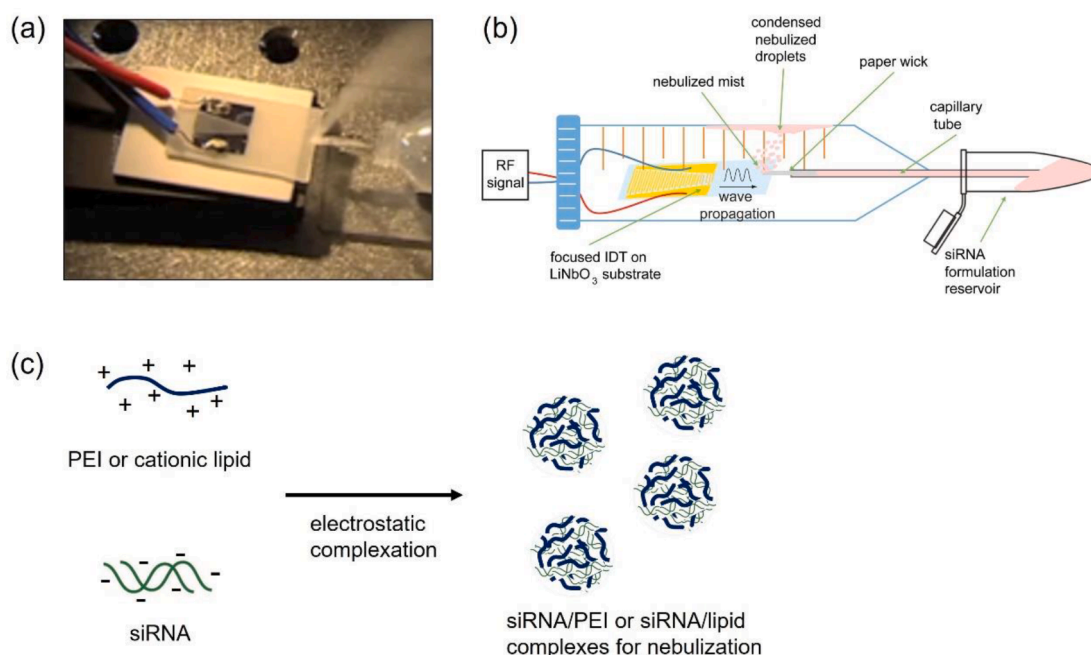 (a)
(b)
condensed
nebulized
droplets
nebulized mist
paper wick
capillary
tube
RF
signal
wave
propagation
focused IDT on
LiNbO3 substrate
siRNA
formulation
reservoir
(c)
+ + +
+ + + +
PEI or cationic lipid
- - - -
- - -
siRNA
electrostatic
complexation
siRNA/PEI or siRNA/lipid
complexes for nebulization